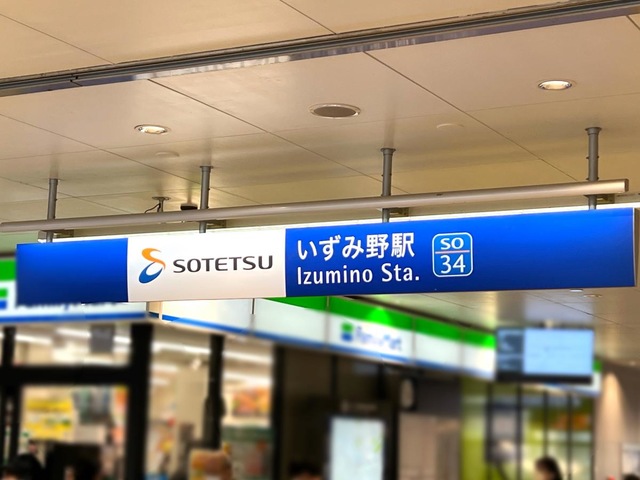 SOTETSU
いずみ野駅
Izumino Sta.
SO
34
FamilyMart